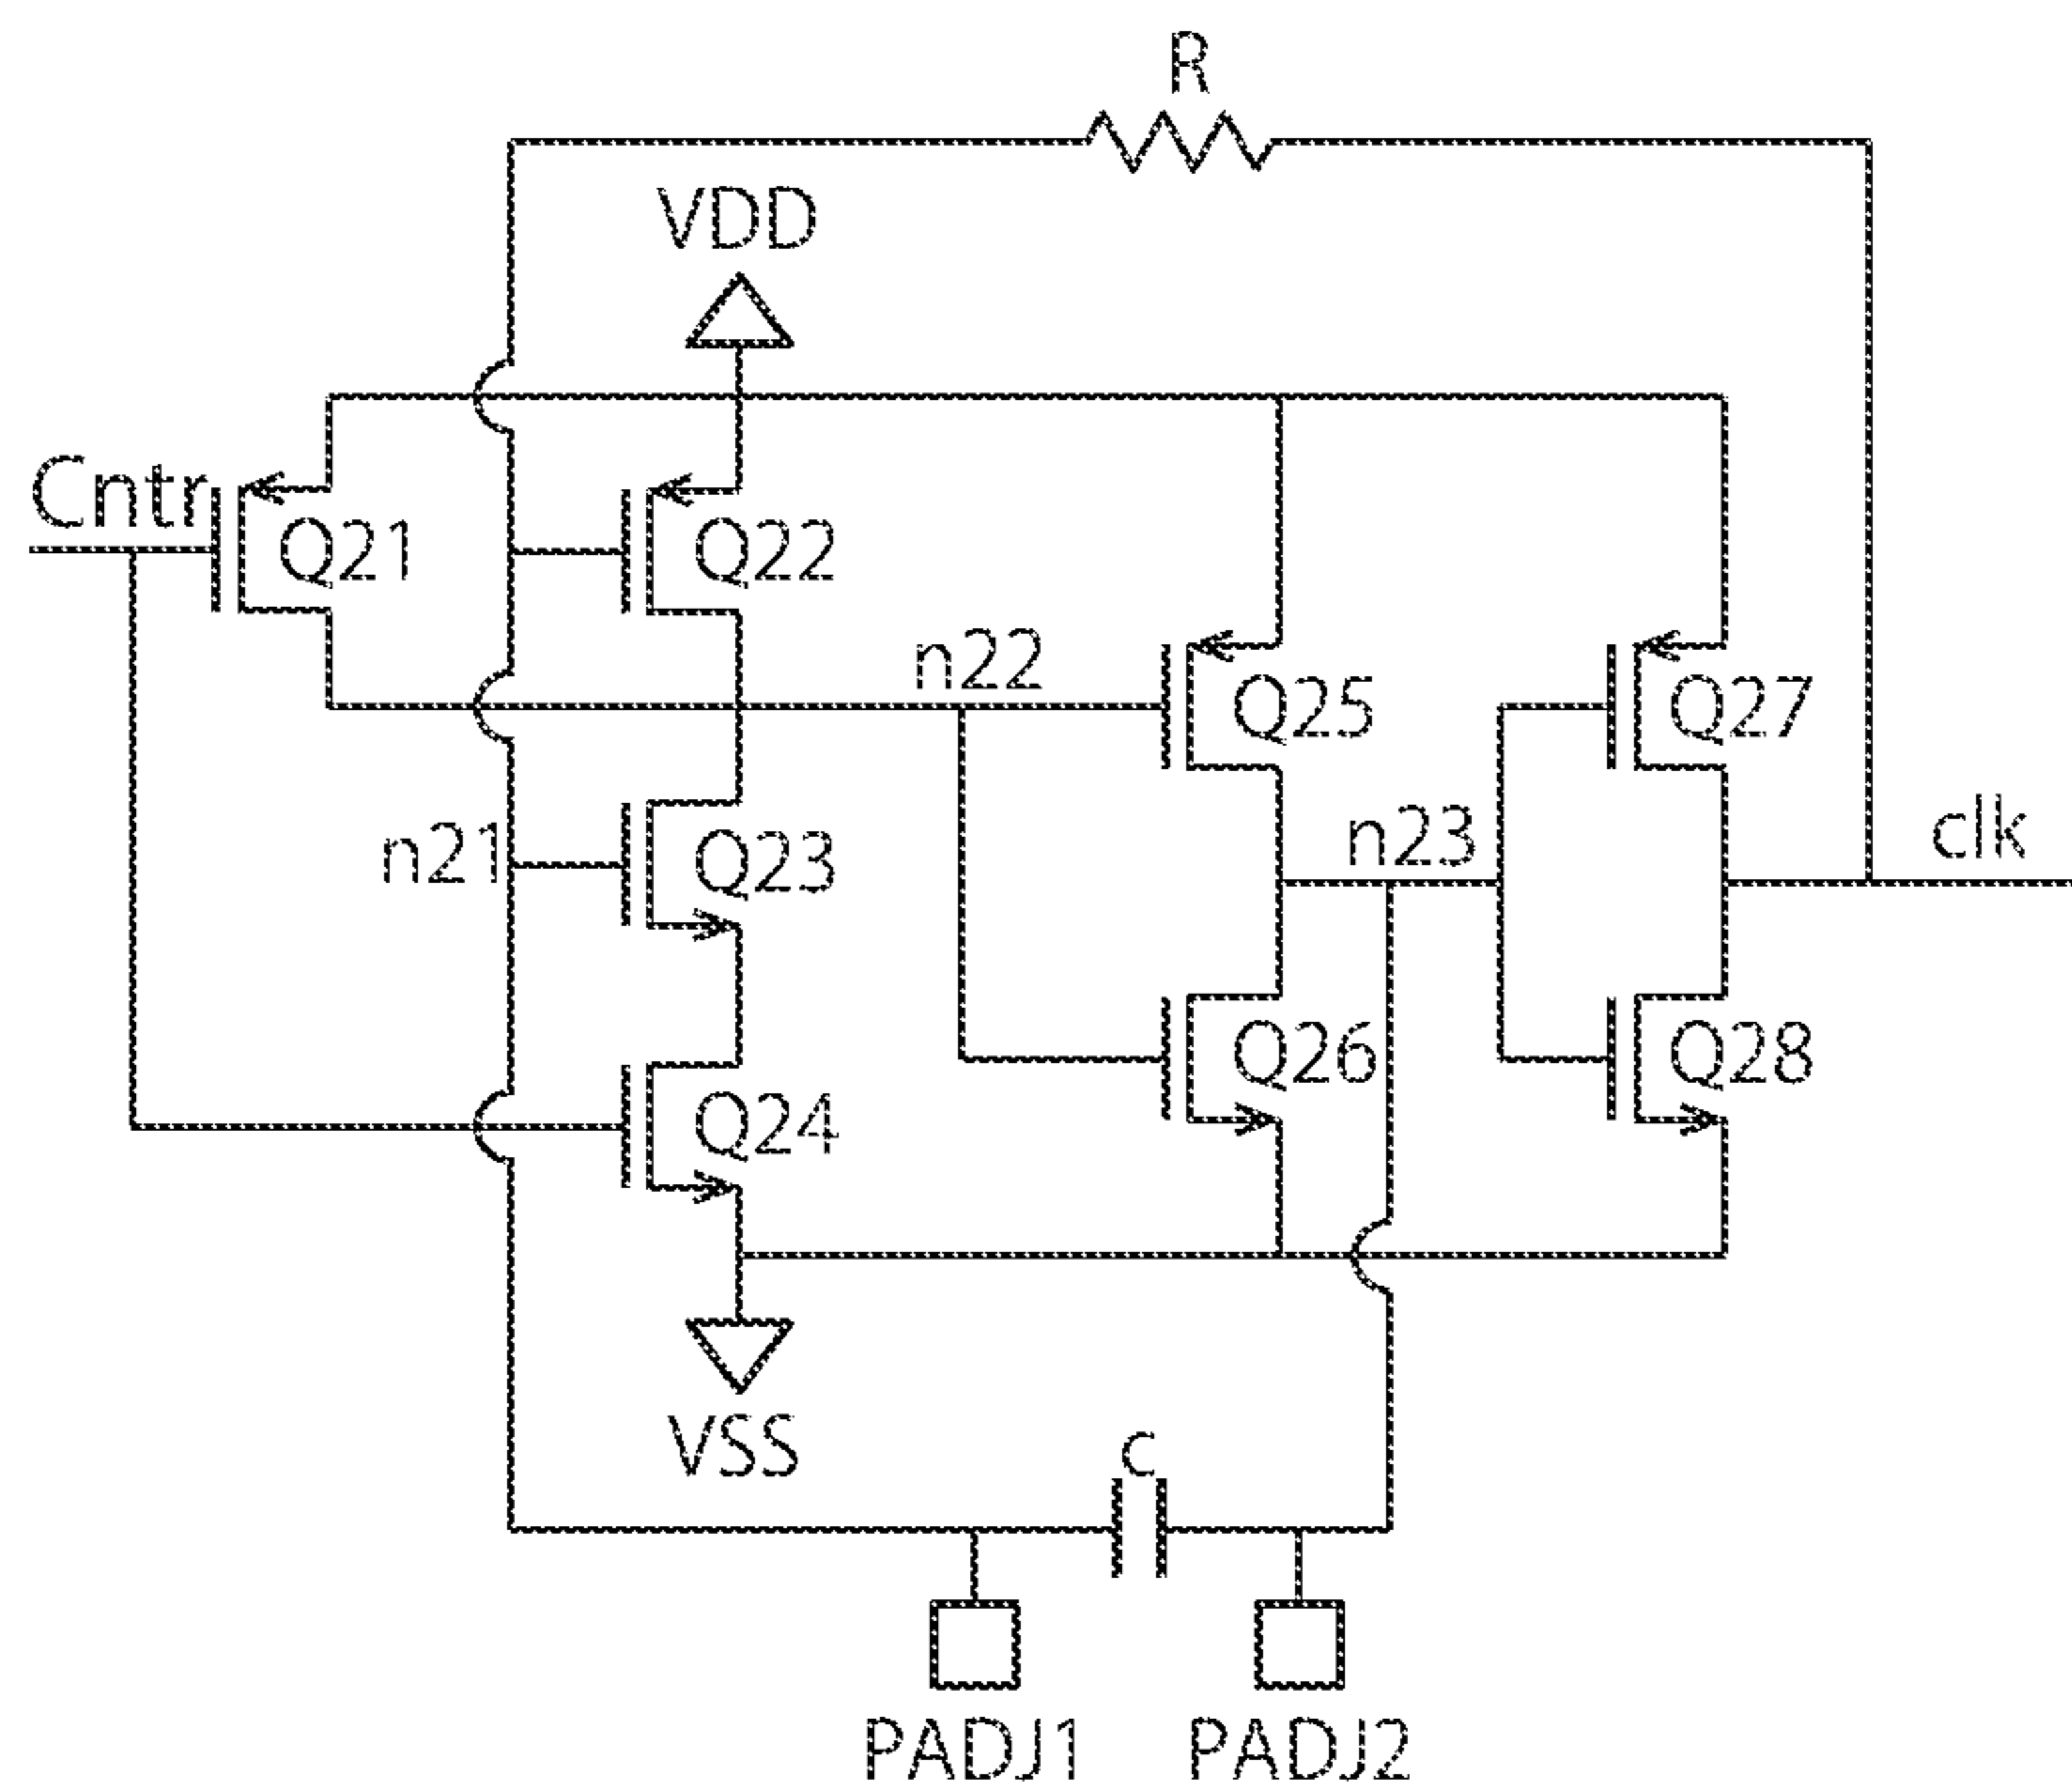 R
VDD
Cntr
Q21
Q22
n22
Q25
Q27
n21
Q23
n23
clk
Q24
Q26
Q28
VSS
C
PADJ1
PADJ2